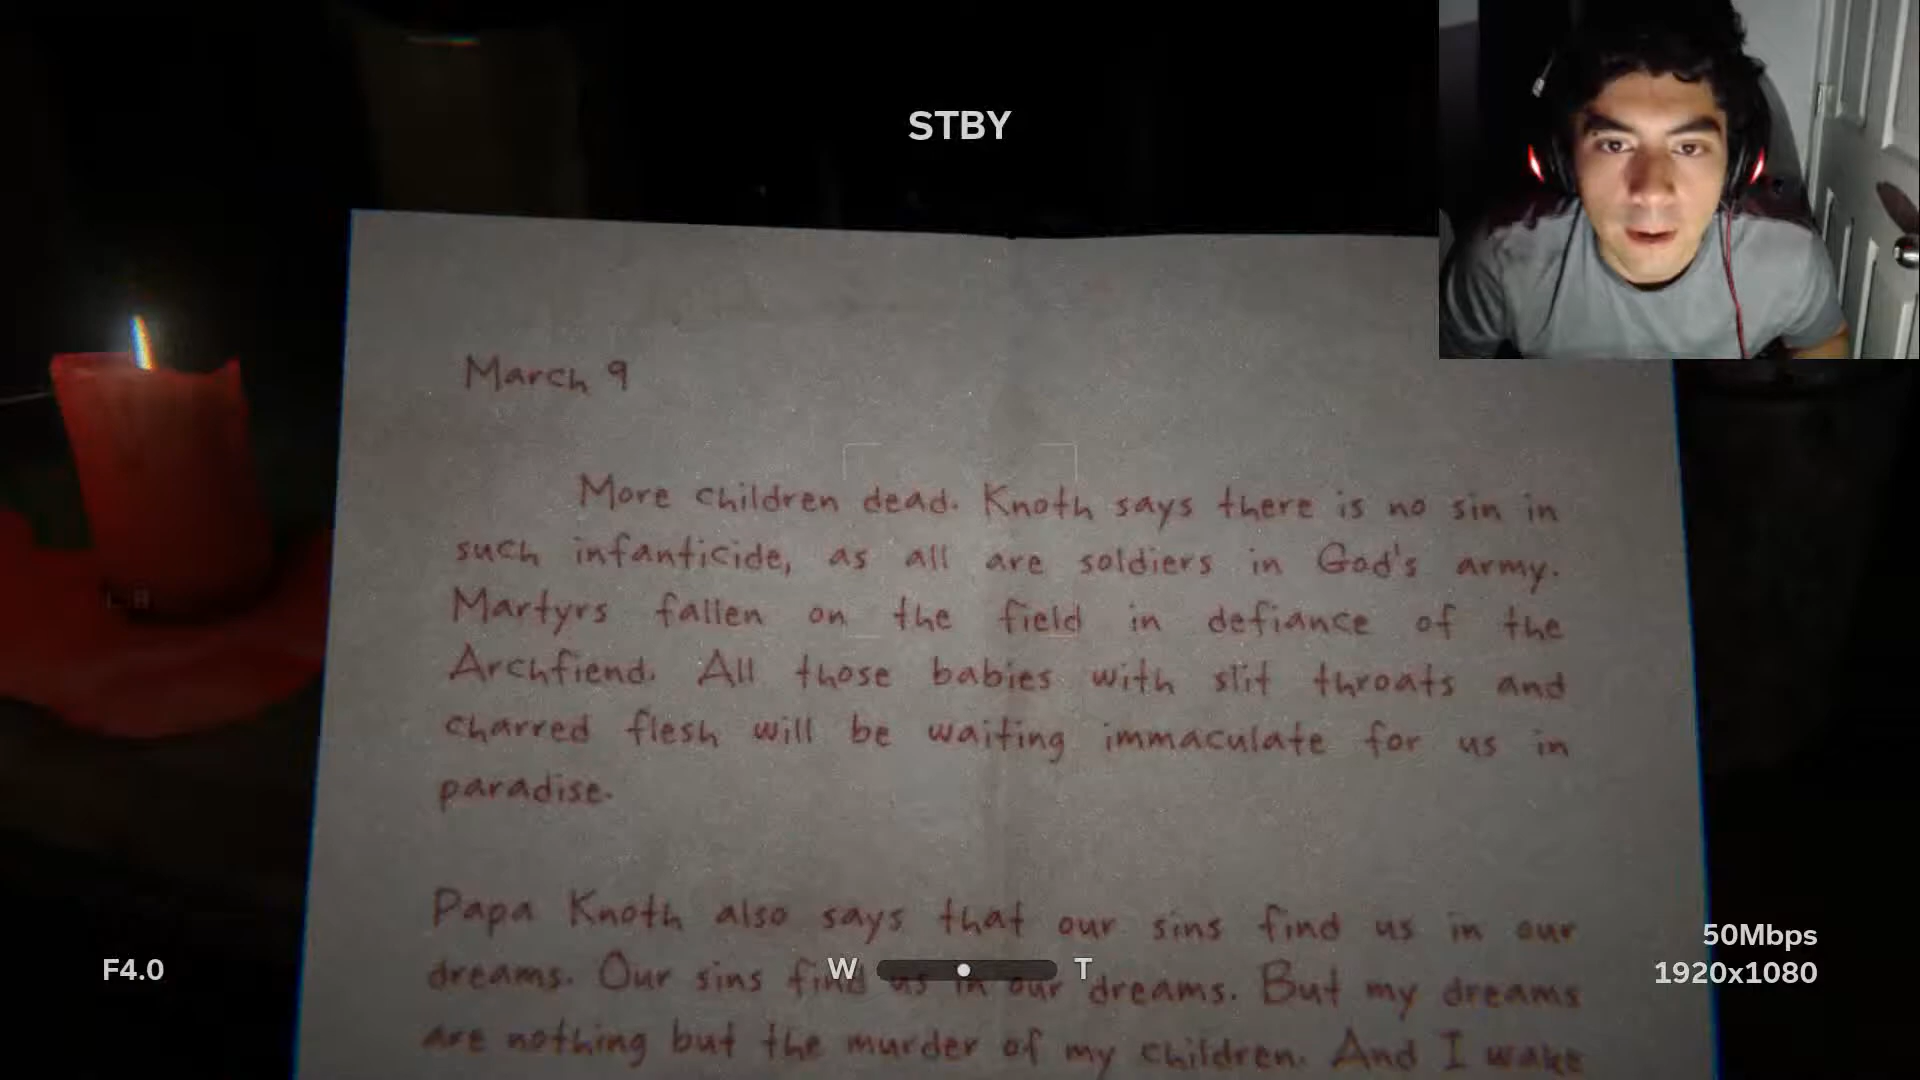 STBY
March 9
More children dead. Knoth says there is no sin in
such infanticide, as all are soldiers in God's army.
Martyrs fallen on the field in defiance of the
Archfiend. All those babies with slit throats and
charred flesh will be waiting immaculate for us in
paradise.
Papa Knoth also says that our sins find us in our
dreams. Our sins find us in our dreams. But my dreams
are nothing but the murder of my children. And I wake
F4.0
W T
50Mbps
1920x1080